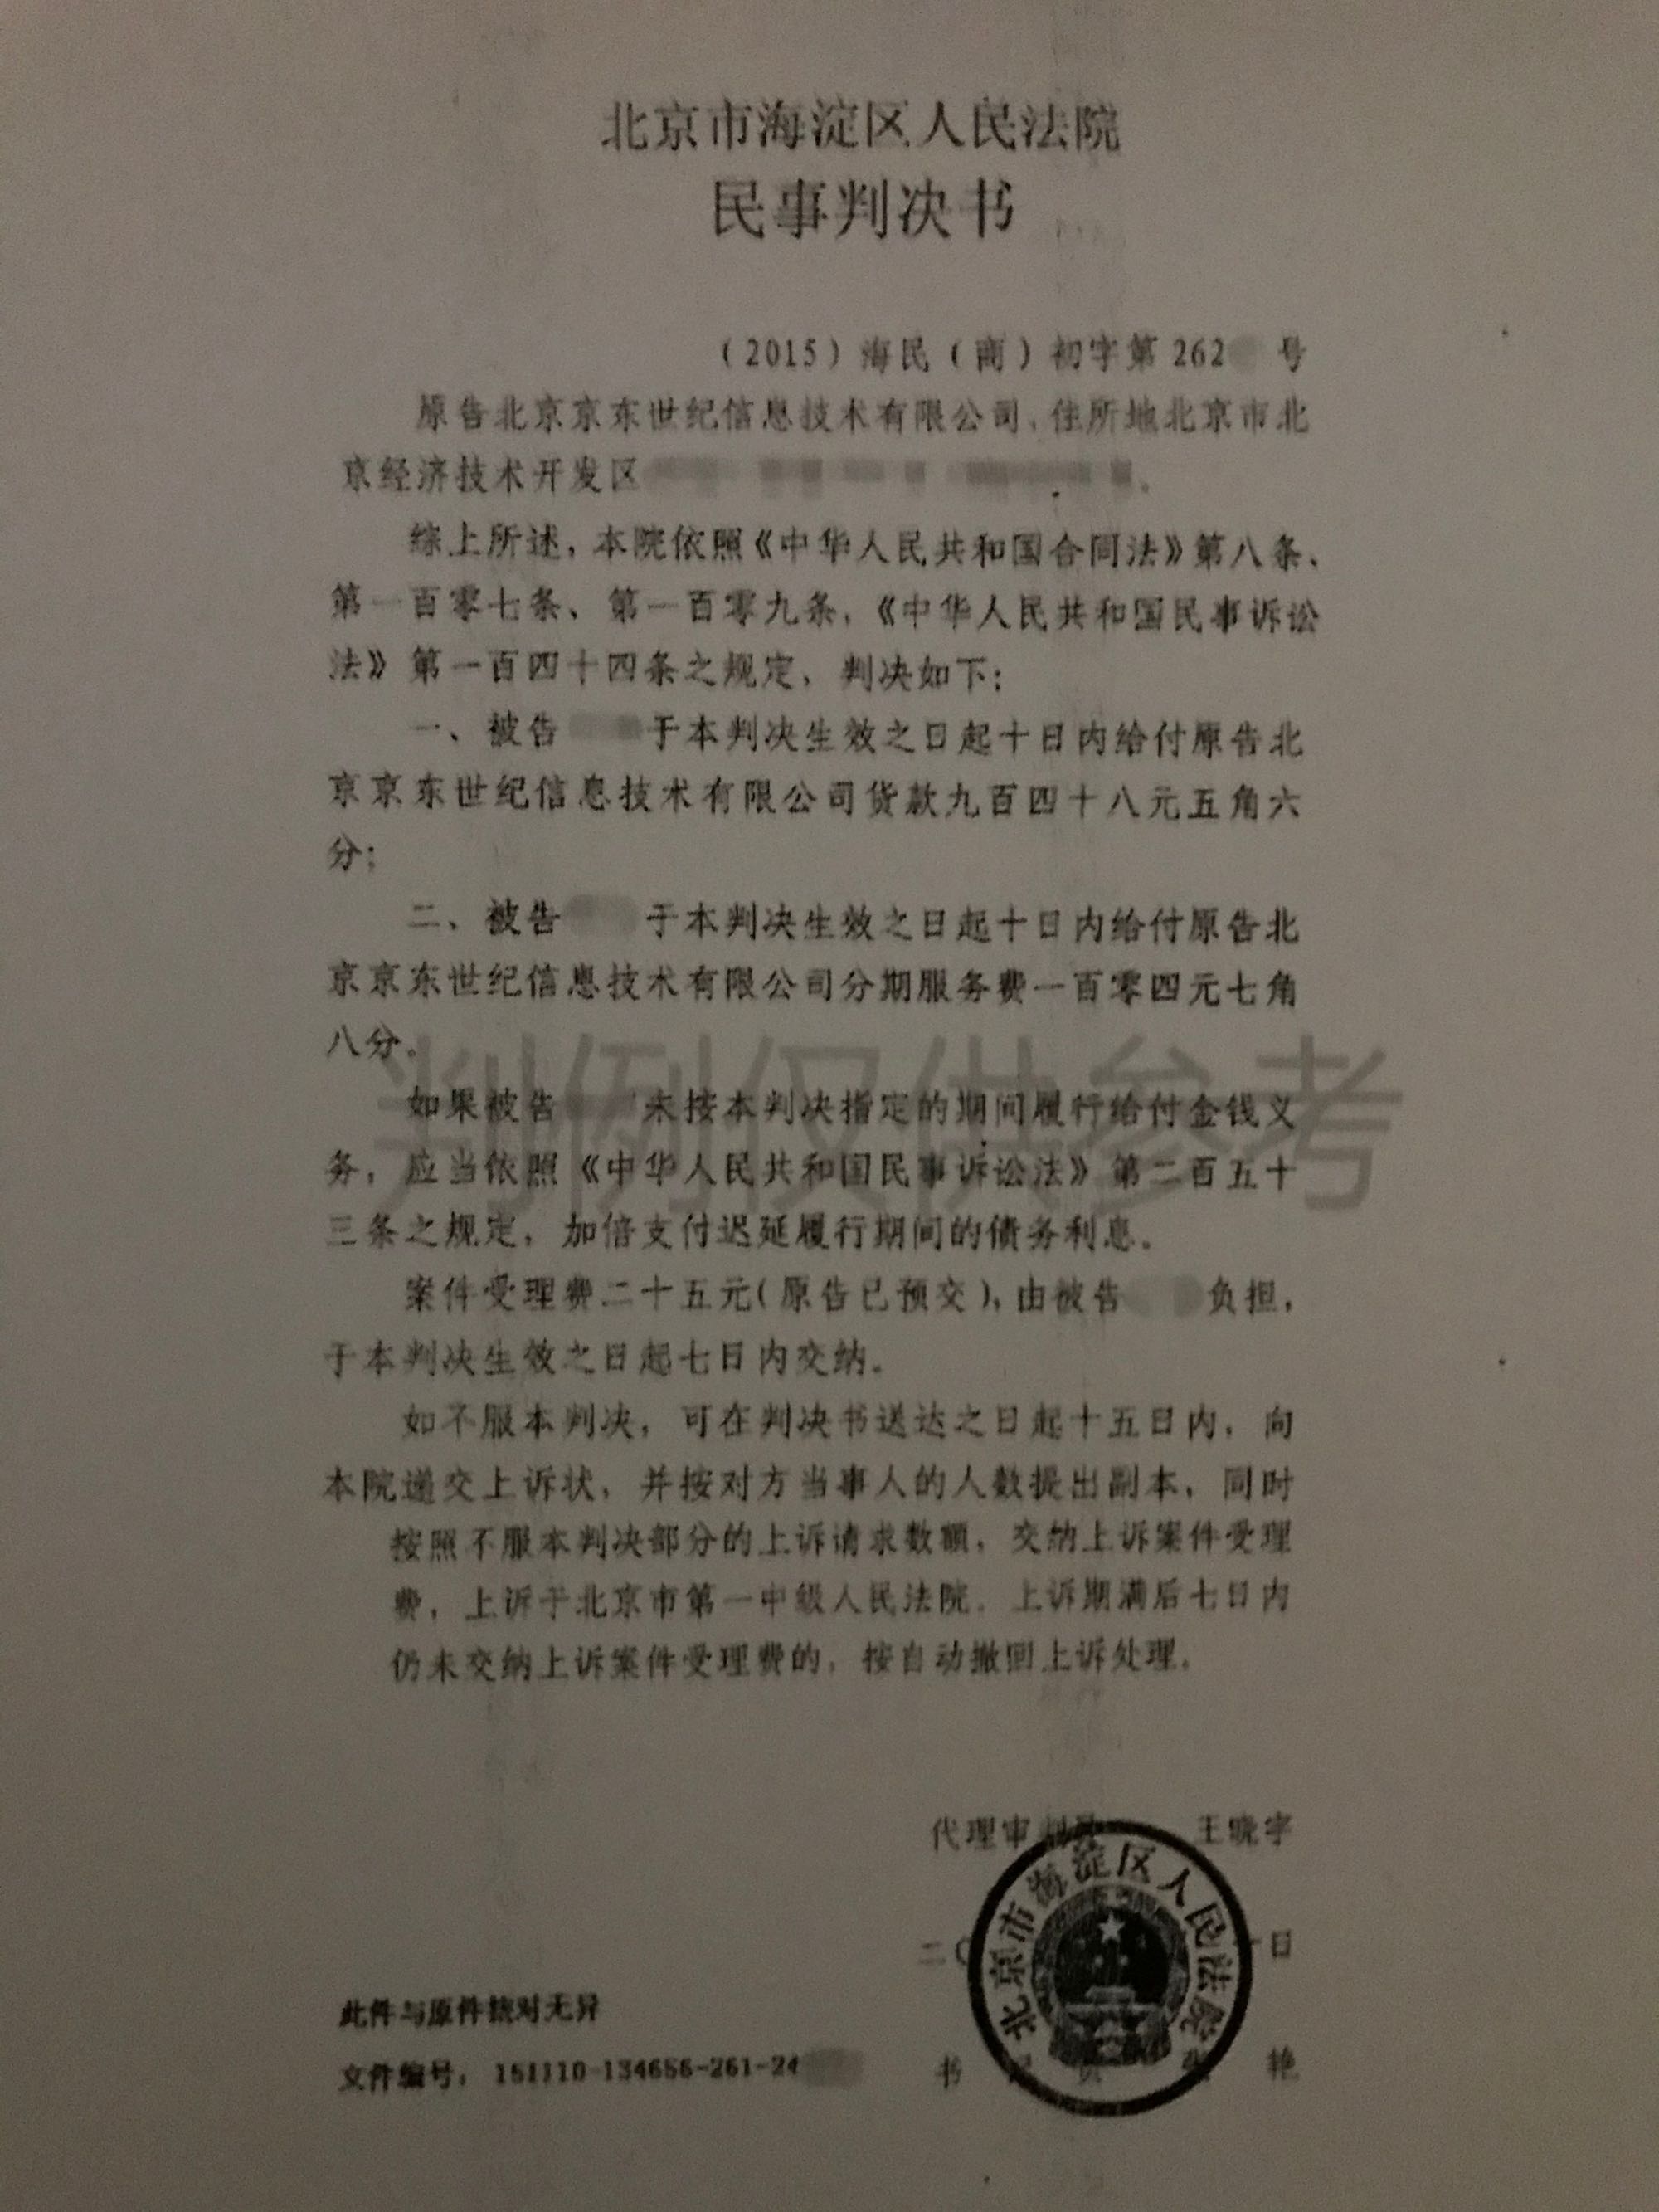 北京市海淀区人民法院
民事判决书
（2015）海民（商）初字第262 号
原告北京京东世纪信息技术有限公司，住所地北京市北
京经济技术开发区
综上所述，本院依照《中华人民共和国合同法》第八条、
第一百零七条、第一百零九条，《中华人民共和国民事诉讼
法》第一百四十四条之规定，判决如下：
一、被告 于本判决生效之日起十日内给付原告北
京京东世纪信息技术有限公司货款九百四十八元五角六
分；
二、被告 于本判决生效之日起十日内给付原告北
京京东世纪信息技术有限公司分期服务费一百零四元七角
八分。
判例仅供参考
如果被告 未按本判决指定的期间履行给付金钱义
务，应当依照《中华人民共和国民事诉讼法》第二百五十
三条之规定，加倍支付迟延履行期间的债务利息。
案件受理费二十五元（原告已预交），由被告 负担，
于本判决生效之日起七日内交纳。
如不服本判决，可在判决书送达之日起十五日内，向
本院递交上诉状，并按对方当事人的人数提出副本，同时
按照不服本判决部分的上诉请求数额，交纳上诉案件受理
费，上诉于北京市第一中级人民法院。上诉期满后七日内
仍未交纳上诉案件受理费的，按自动撤回上诉处理。
代理审判员 王晓宇
北京市海淀区人民法院
二〇 日
此件与原件核对无异
文件编号：151110-134656-261-24
书 员 艳